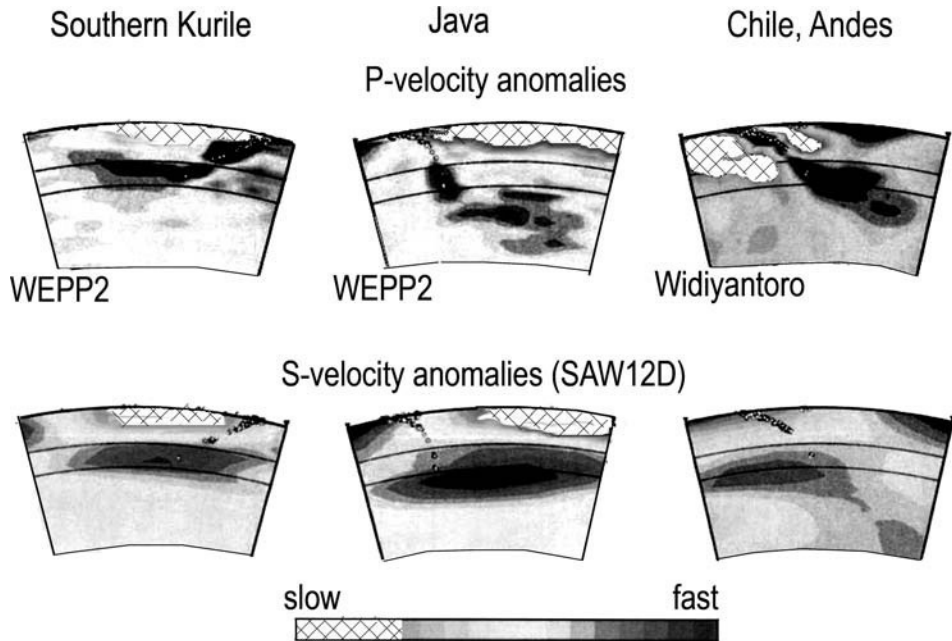 Southern Kurile
Java
Chile, Andes
P-velocity anomalies
WEPP2
WEPP2
Widiyantoro
S-velocity anomalies (SAW12D)
slow
fast